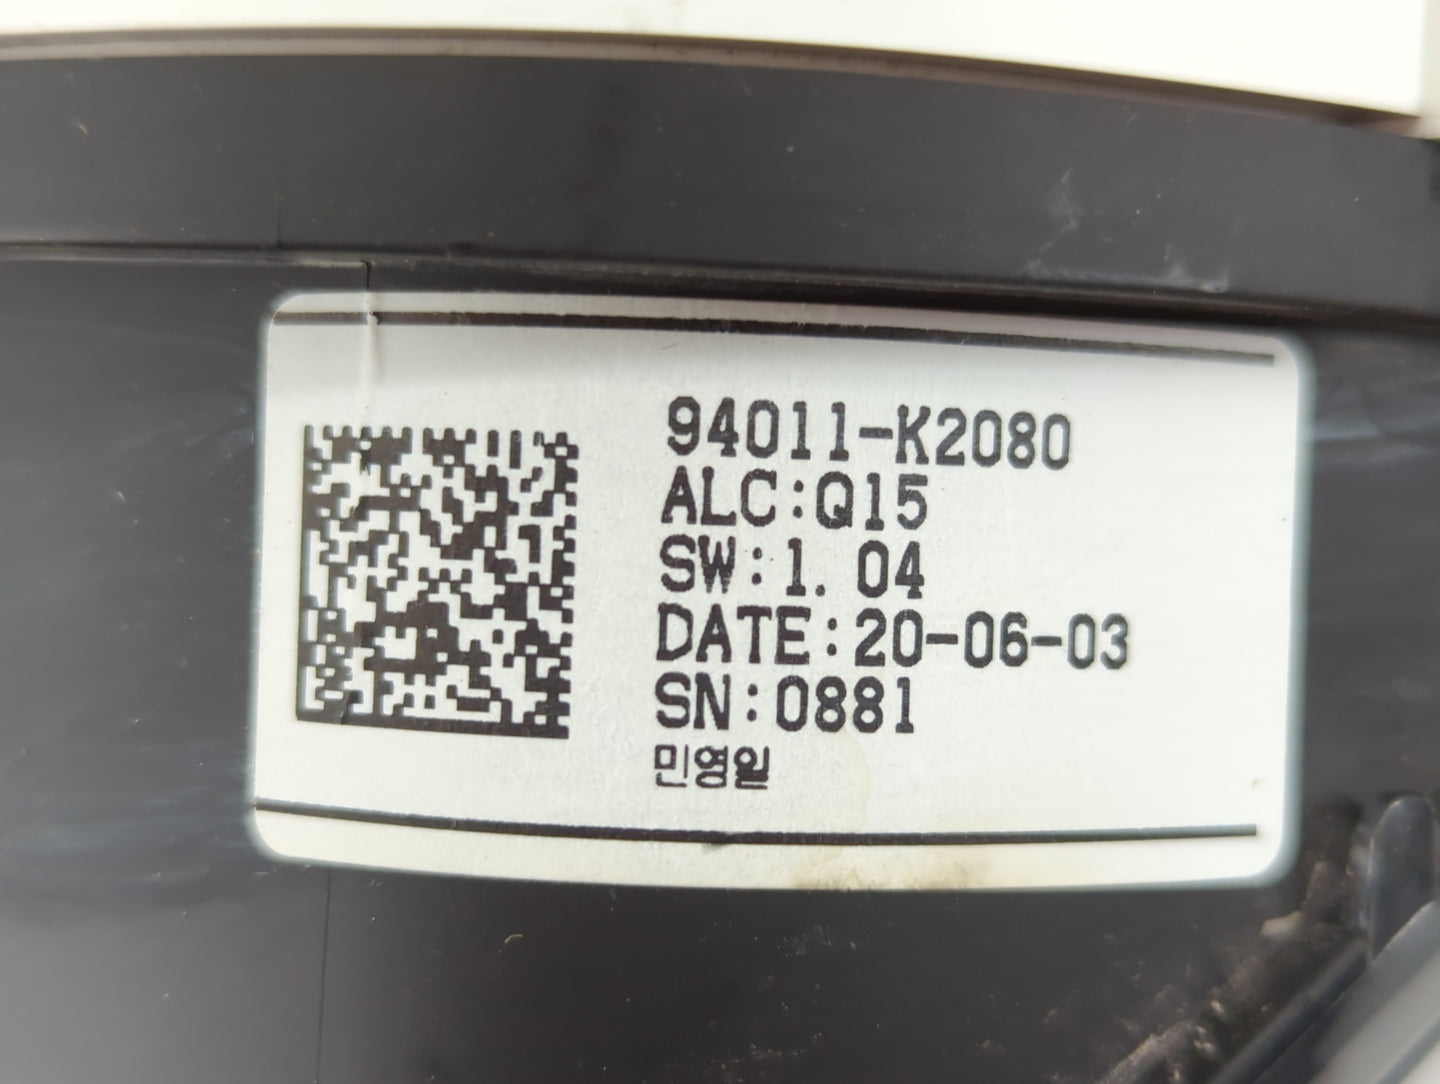 94011-K2080
ALC:Q15
SW:1. 04
DATE:20-06-03
SN:0881
민영일